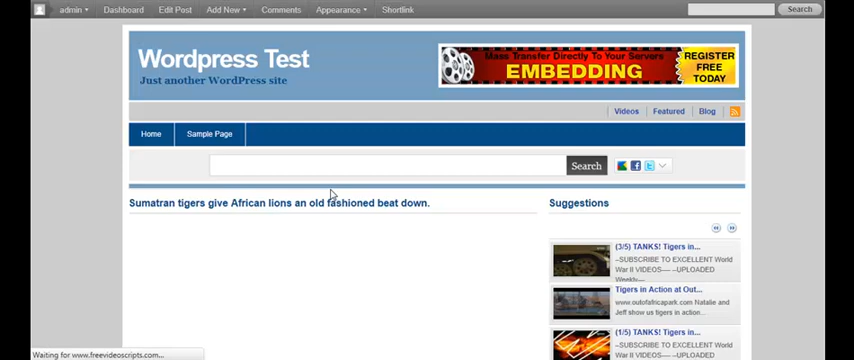 admin Dashboard Edit Post Add New Comments Appearance Shortlink Search
Wordpress Test
Just another WordPress site
Mass Transfer Directly To Your Servers
EMBEDDING
REGISTER
FREE
TODAY
Videos Featured Blog
Home Sample Page
Search
Sumatran tigers give African lions an old fashioned beat down.
Suggestions
(3/5) TANKS! Tigers in...
--SUBSCRIBE TO EXCELLENT World
War II VIDEOS---- --UPLOADED
Weekly--
Tigers in Action at Out...
www.outofafricapark.com Natalie and
Jeff show us tigers in action...
(1/5) TANKS! Tigers in...
--SUBSCRIBE TO EXCELLENT World
War II VIDEOS---- --UPLOADED
Waiting for www.freevideoscripts.com...